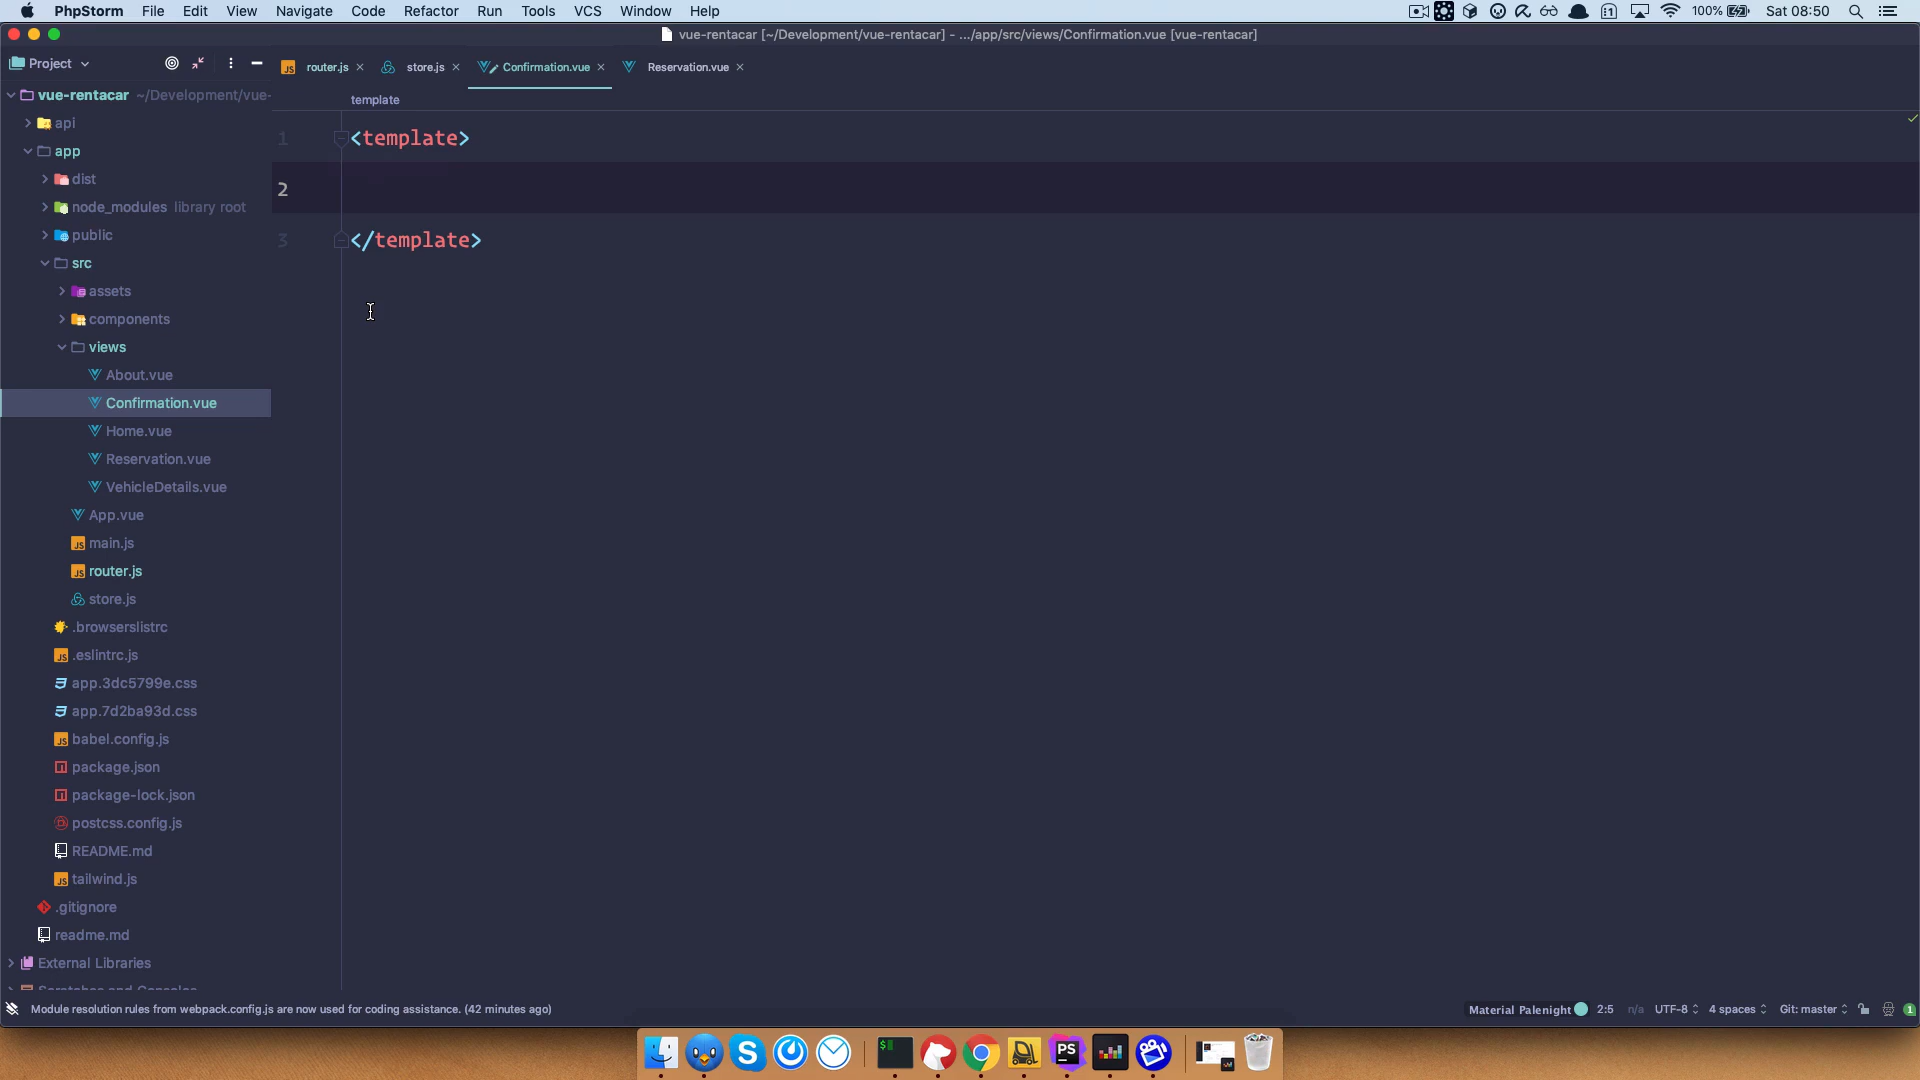 PhpStorm File Edit View Navigate Code Refactor Run Tools VCS Window Help 100% Sat 08:50
vue-rentacar [~/Development/vue-rentacar] - .../app/src/views/Confirmation.vue [vue-rentacar]
Project router.js store.js Confirmation.vue Reservation.vue
vue-rentacar ~/Development/vue-
template
api
app
dist
node_modules library root
public
src
assets
components
views
About.vue
Confirmation.vue
Home.vue
Reservation.vue
VehicleDetails.vue
App.vue
main.js
router.js
store.js
.browserslistrc
.eslintrc.js
app.3dc5799e.css
app.7d2ba93d.css
babel.config.js
package.json
package-lock.json
postcss.config.js
README.md
tailwind.js
.gitignore
readme.md
External Libraries
Scratches and Consoles
1 <template>
2
3 </template>
Module resolution rules from webpack.config.js are now used for coding assistance. (42 minutes ago) Material Palenight 2:5 n/a UTF-8 4 spaces Git: master 1
$ PS